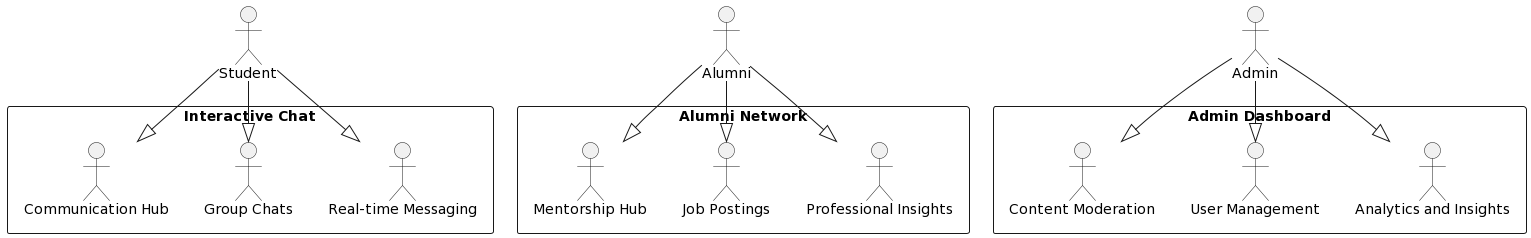 Student
Alumni
Admin
Interactive Chat
Alumni Network
Admin Dashboard
Communication Hub
Group Chats
Real-time Messaging
Mentorship Hub
Job Postings
Professional Insights
Content Moderation
User Management
Analytics and Insights